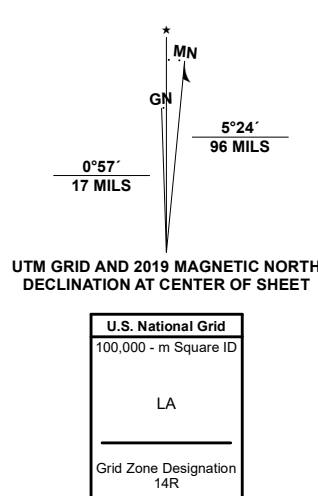 ★
MN
GN
5°24´
96 MILS
0°57´
17 MILS
UTM GRID AND 2019 MAGNETIC NORTH
DECLINATION AT CENTER OF SHEET
U.S. National Grid
100,000 - m Square ID
LA
Grid Zone Designation
14R